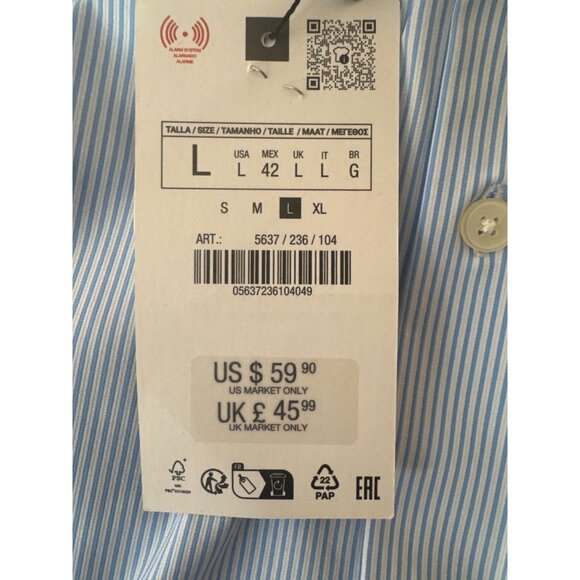 ALARM SYSTEM
ALARMADO
ALARME
TALLA / SIZE / TAMANHO / TAILLE / MAAT / ΜΕΓΕΘΟΣ
L
USA MEX UK IT BR
L 42 L L G
S M L XL
ART.: 5637 / 236 / 104
05637236104049
US $ 59 90
US MARKET ONLY
UK £ 45 99
UK MARKET ONLY
FSC
MIX
FR
22
PAP
EAC